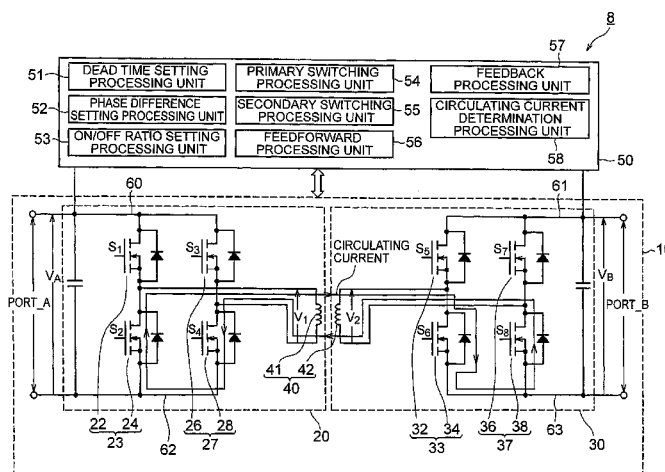 8
57
51
DEAD TIME SETTING
PROCESSING UNIT
PRIMARY SWITCHING
PROCESSING UNIT
54
FEEDBACK
PROCESSING UNIT
52
PHASE DIFFERENCE
SETTING PROCESSING UNIT
SECONDARY SWITCHING
PROCESSING UNIT
55
CIRCULATING CURRENT
DETERMINATION
PROCESSING UNIT
53
ON/OFF RATIO SETTING
PROCESSING UNIT
FEEDFORWARD
PROCESSING UNIT
56
58
50
60
61
10
S1
S3
S5
S7
CIRCULATING
CURRENT
VA
VB
PORT_A
PORT_B
V1
V2
S2
S4
S6
S8
41
42
40
22
24
23
62
26
28
27
20
32
34
33
36
38
37
63
30